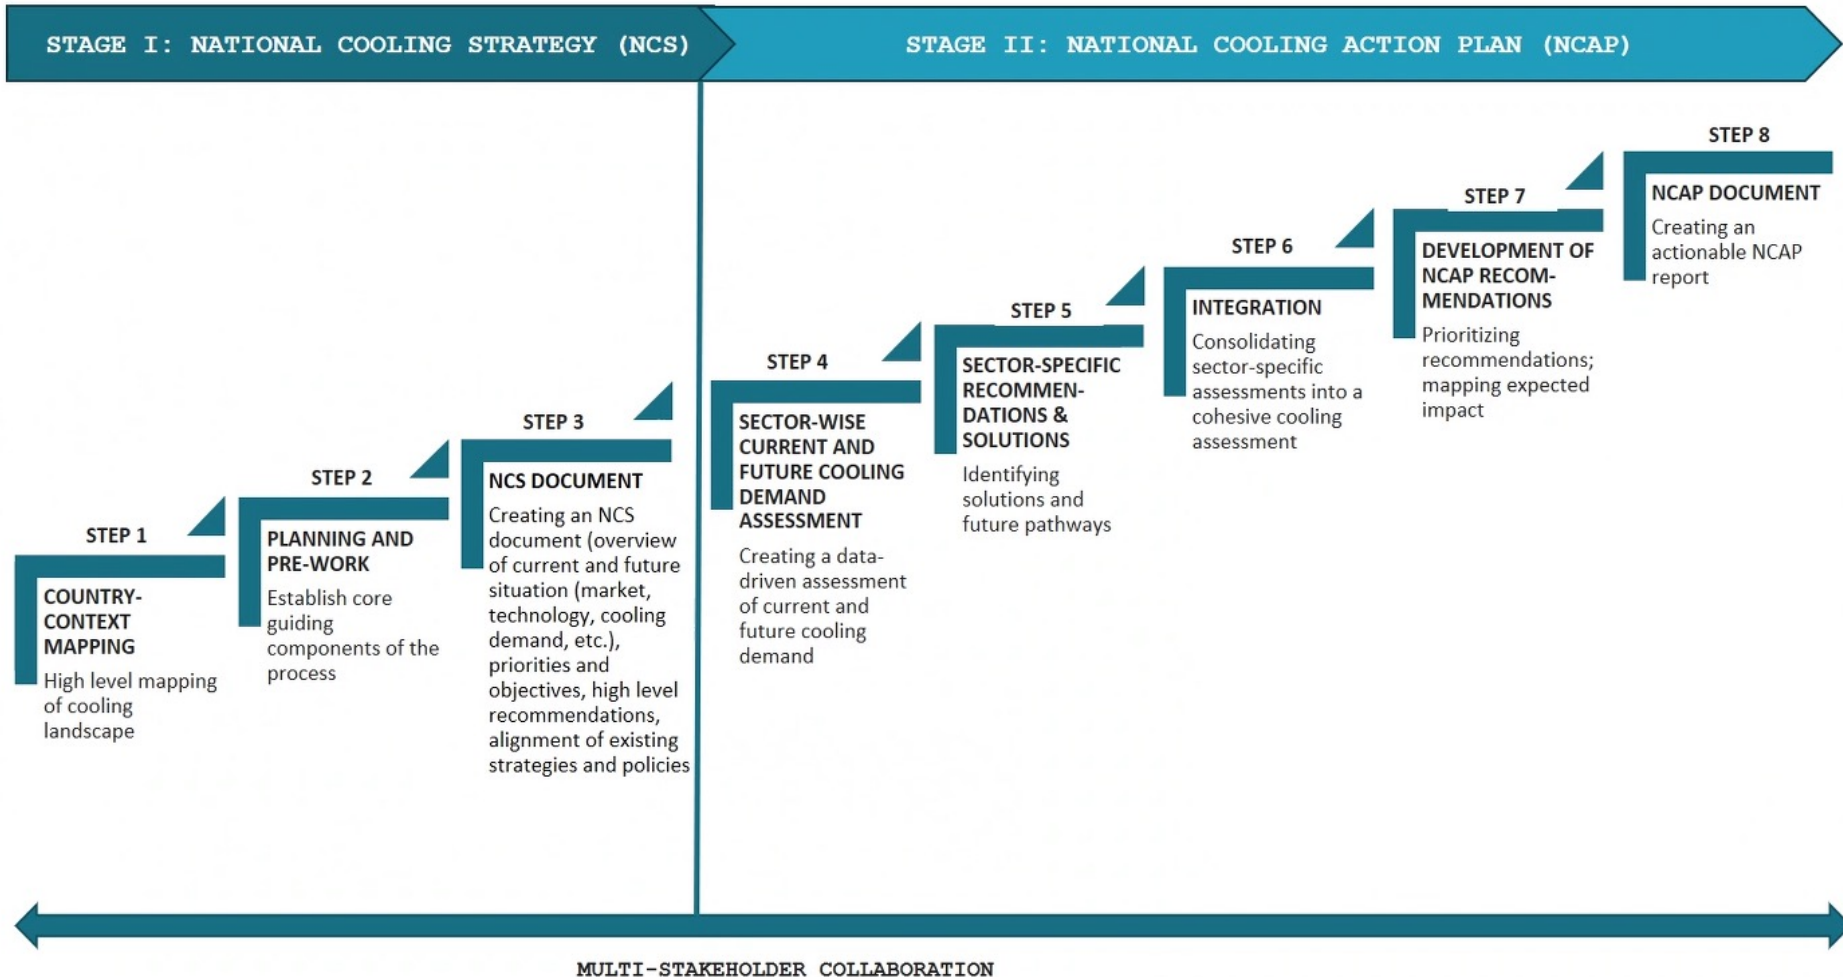 STAGE I: NATIONAL COOLING STRATEGY (NCS)
STAGE II: NATIONAL COOLING ACTION PLAN (NCAP)
STEP 1
COUNTRY-
CONTEXT
MAPPING
High level mapping
of cooling
landscape
STEP 2
PLANNING AND
PRE-WORK
Establish core
guiding
components of the
process
STEP 3
NCS DOCUMENT
Creating an NCS
document (overview
of current and future
situation (market,
technology, cooling
demand, etc.),
priorities and
objectives, high level
recommendations,
alignment of existing
strategies and policies
STEP 4
SECTOR-WISE
CURRENT AND
FUTURE COOLING
DEMAND
ASSESSMENT
Creating a data-
driven assessment
of current and
future cooling
demand
STEP 5
SECTOR-SPECIFIC
RECOMMEN-
DATIONS &
SOLUTIONS
Identifying
solutions and
future pathways
STEP 6
INTEGRATION
Consolidating
sector-specific
assessments into a
cohesive cooling
assessment
STEP 7
DEVELOPMENT OF
NCAP RECOM-
MENDATIONS
Prioritizing
recommendations;
mapping expected
impact
STEP 8
NCAP DOCUMENT
Creating an
actionable NCAP
report
MULTI-STAKEHOLDER COLLABORATION